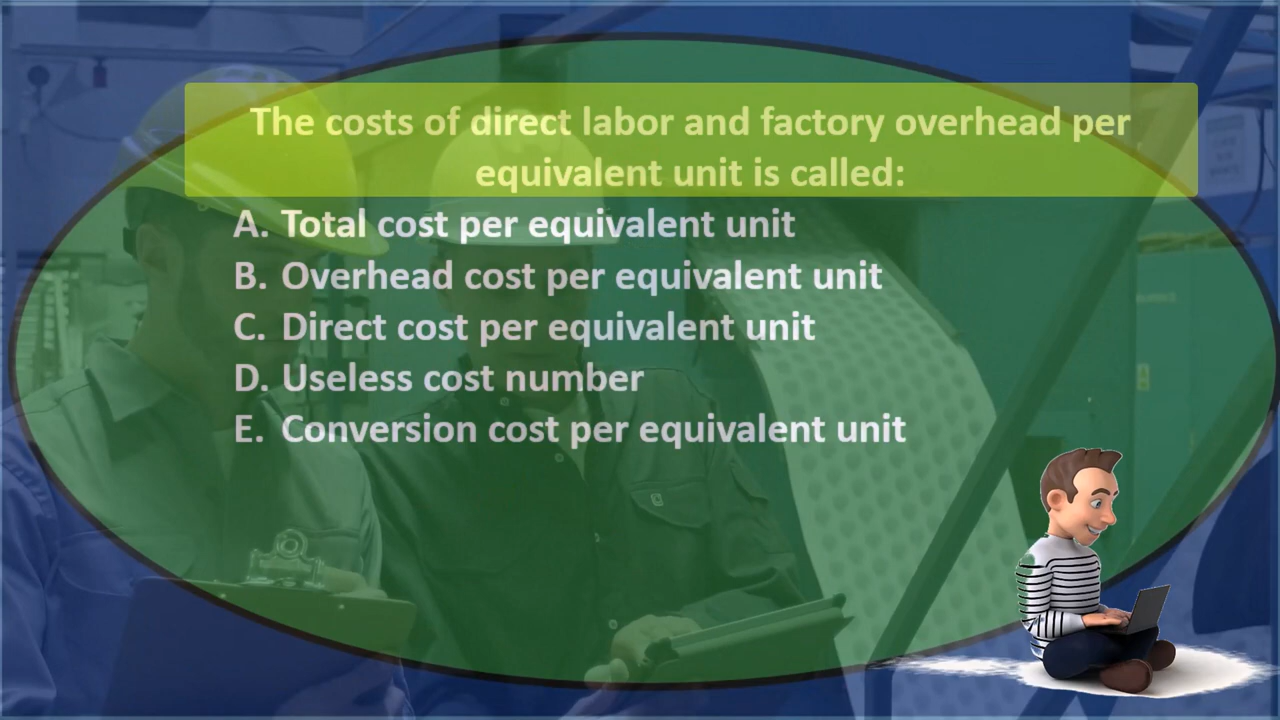 The costs of direct labor and factory overhead per
equivalent unit is called:
A. Total cost per equivalent unit
B. Overhead cost per equivalent unit
C. Direct cost per equivalent unit
D. Useless cost number
E. Conversion cost per equivalent unit